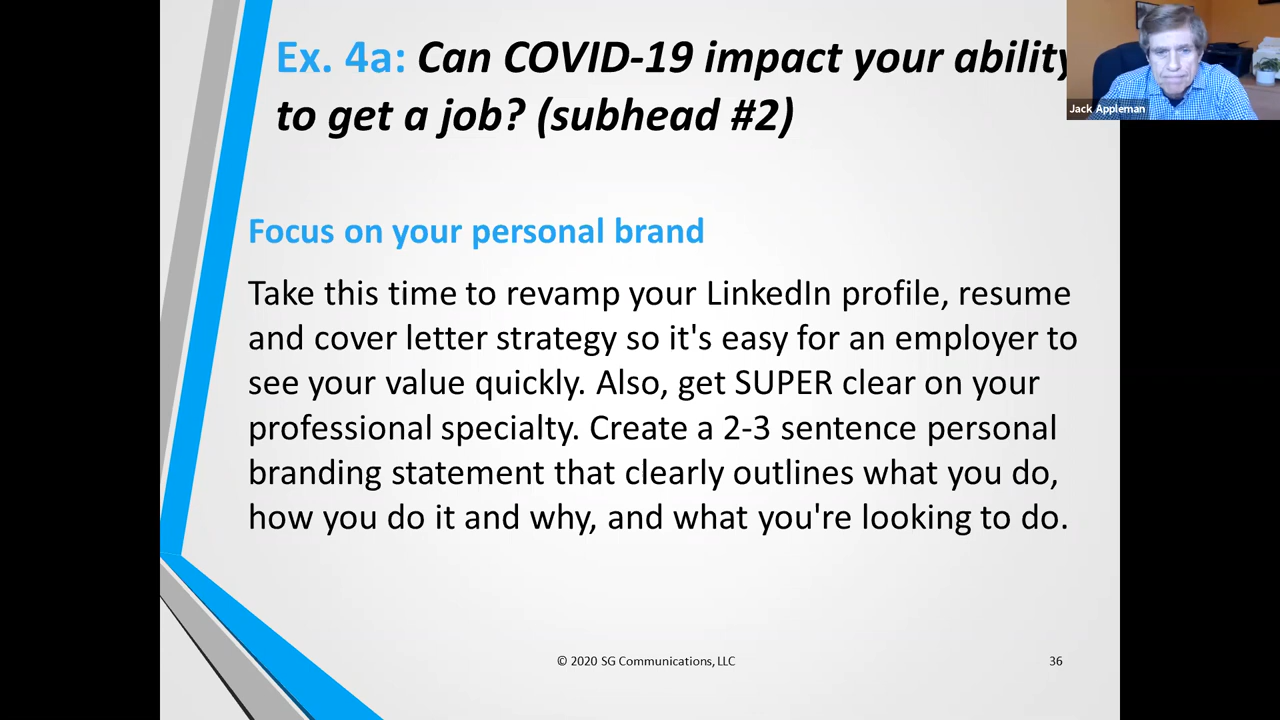 Ex. 4a: Can COVID-19 impact your ability
to get a job? (subhead #2)
Jack Appleman
Focus on your personal brand
Take this time to revamp your LinkedIn profile, resume
and cover letter strategy so it's easy for an employer to
see your value quickly. Also, get SUPER clear on your
professional specialty. Create a 2-3 sentence personal
branding statement that clearly outlines what you do,
how you do it and why, and what you're looking to do.
© 2020 SG Communications, LLC
36